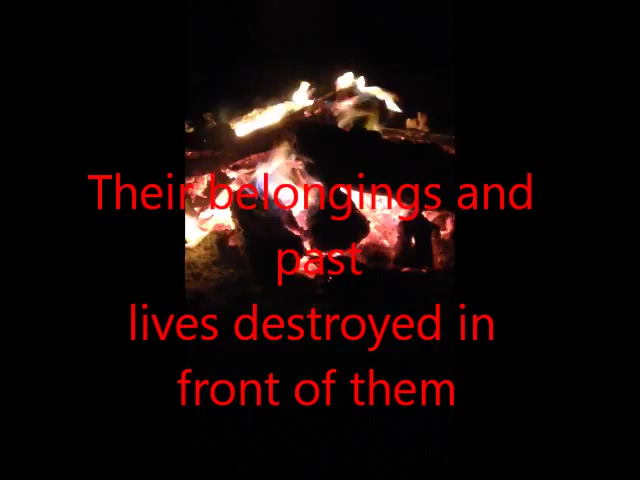 Their belongings and
past
lives destroyed in
front of them